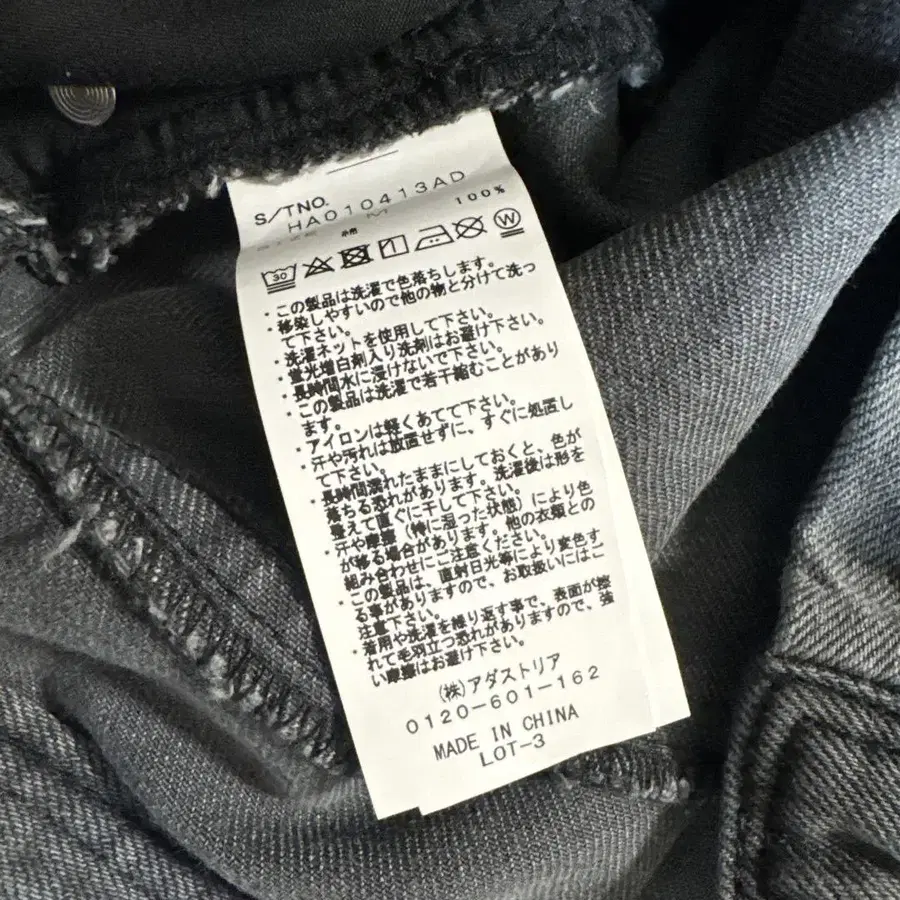 S/TNO.
HA010413AD
M
100%
30
W
・この製品は洗濯で色落ちします。
・移染しやすいので他の物と分けて洗っ
て下さい。
・洗濯ネットを使用して下さい。
・蛍光増白剤入り洗剤はお避け下さい。
・長時間水に浸けないで下さい。
・この製品は洗濯で若干縮むことがあり
ます。
・アイロンは軽くあてて下さい。
・汗や汚れは放置せずに、すぐに処置し
て下さい。
・長時間濡れたままにしておくと、色が
落ちる恐れがあります。洗濯後は形を
整えて直ぐに干して下さい。
・汗や摩擦（特に湿った状態）により色
が移る場合があります。他の衣類との
組み合わせにご注意ください。
・この製品は、直射日光等により変色す
る事がありますので、お取扱いにはご
注意下さい。
・着用や洗濯を繰り返す事で、表面が擦
れて毛羽立つ恐れがありますので、強
い摩擦はお避け下さい。
(株)アダストリア
0120-601-162
MADE IN CHINA
LOT-3